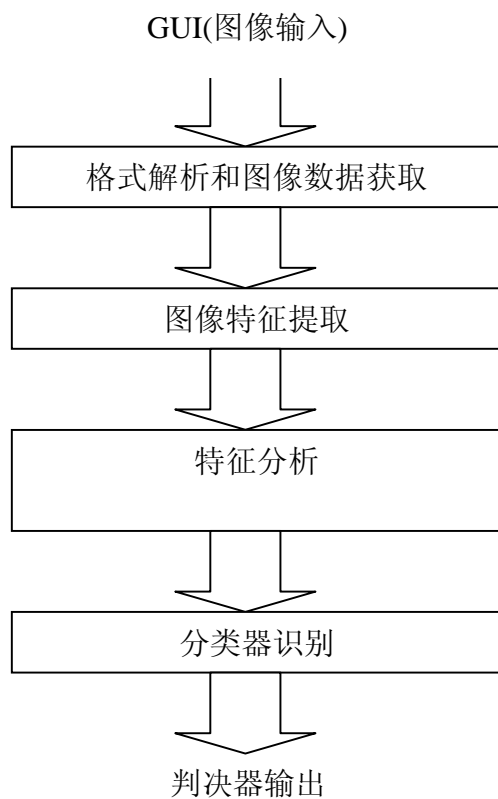 GUI(图像输入)
格式解析和图像数据获取
图像特征提取
特征分析
分类器识别
判决器输出